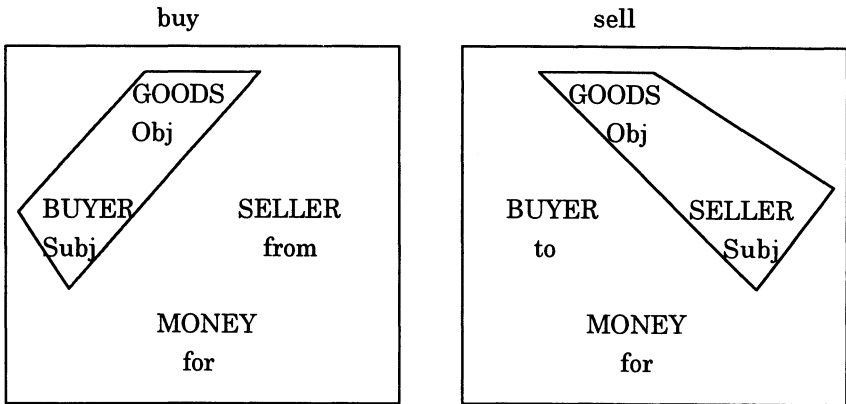 buy
GOODS
Obj
BUYER SELLER
Subj from
MONEY
for
sell
GOODS
Obj
BUYER SELLER
to Subj
MONEY
for